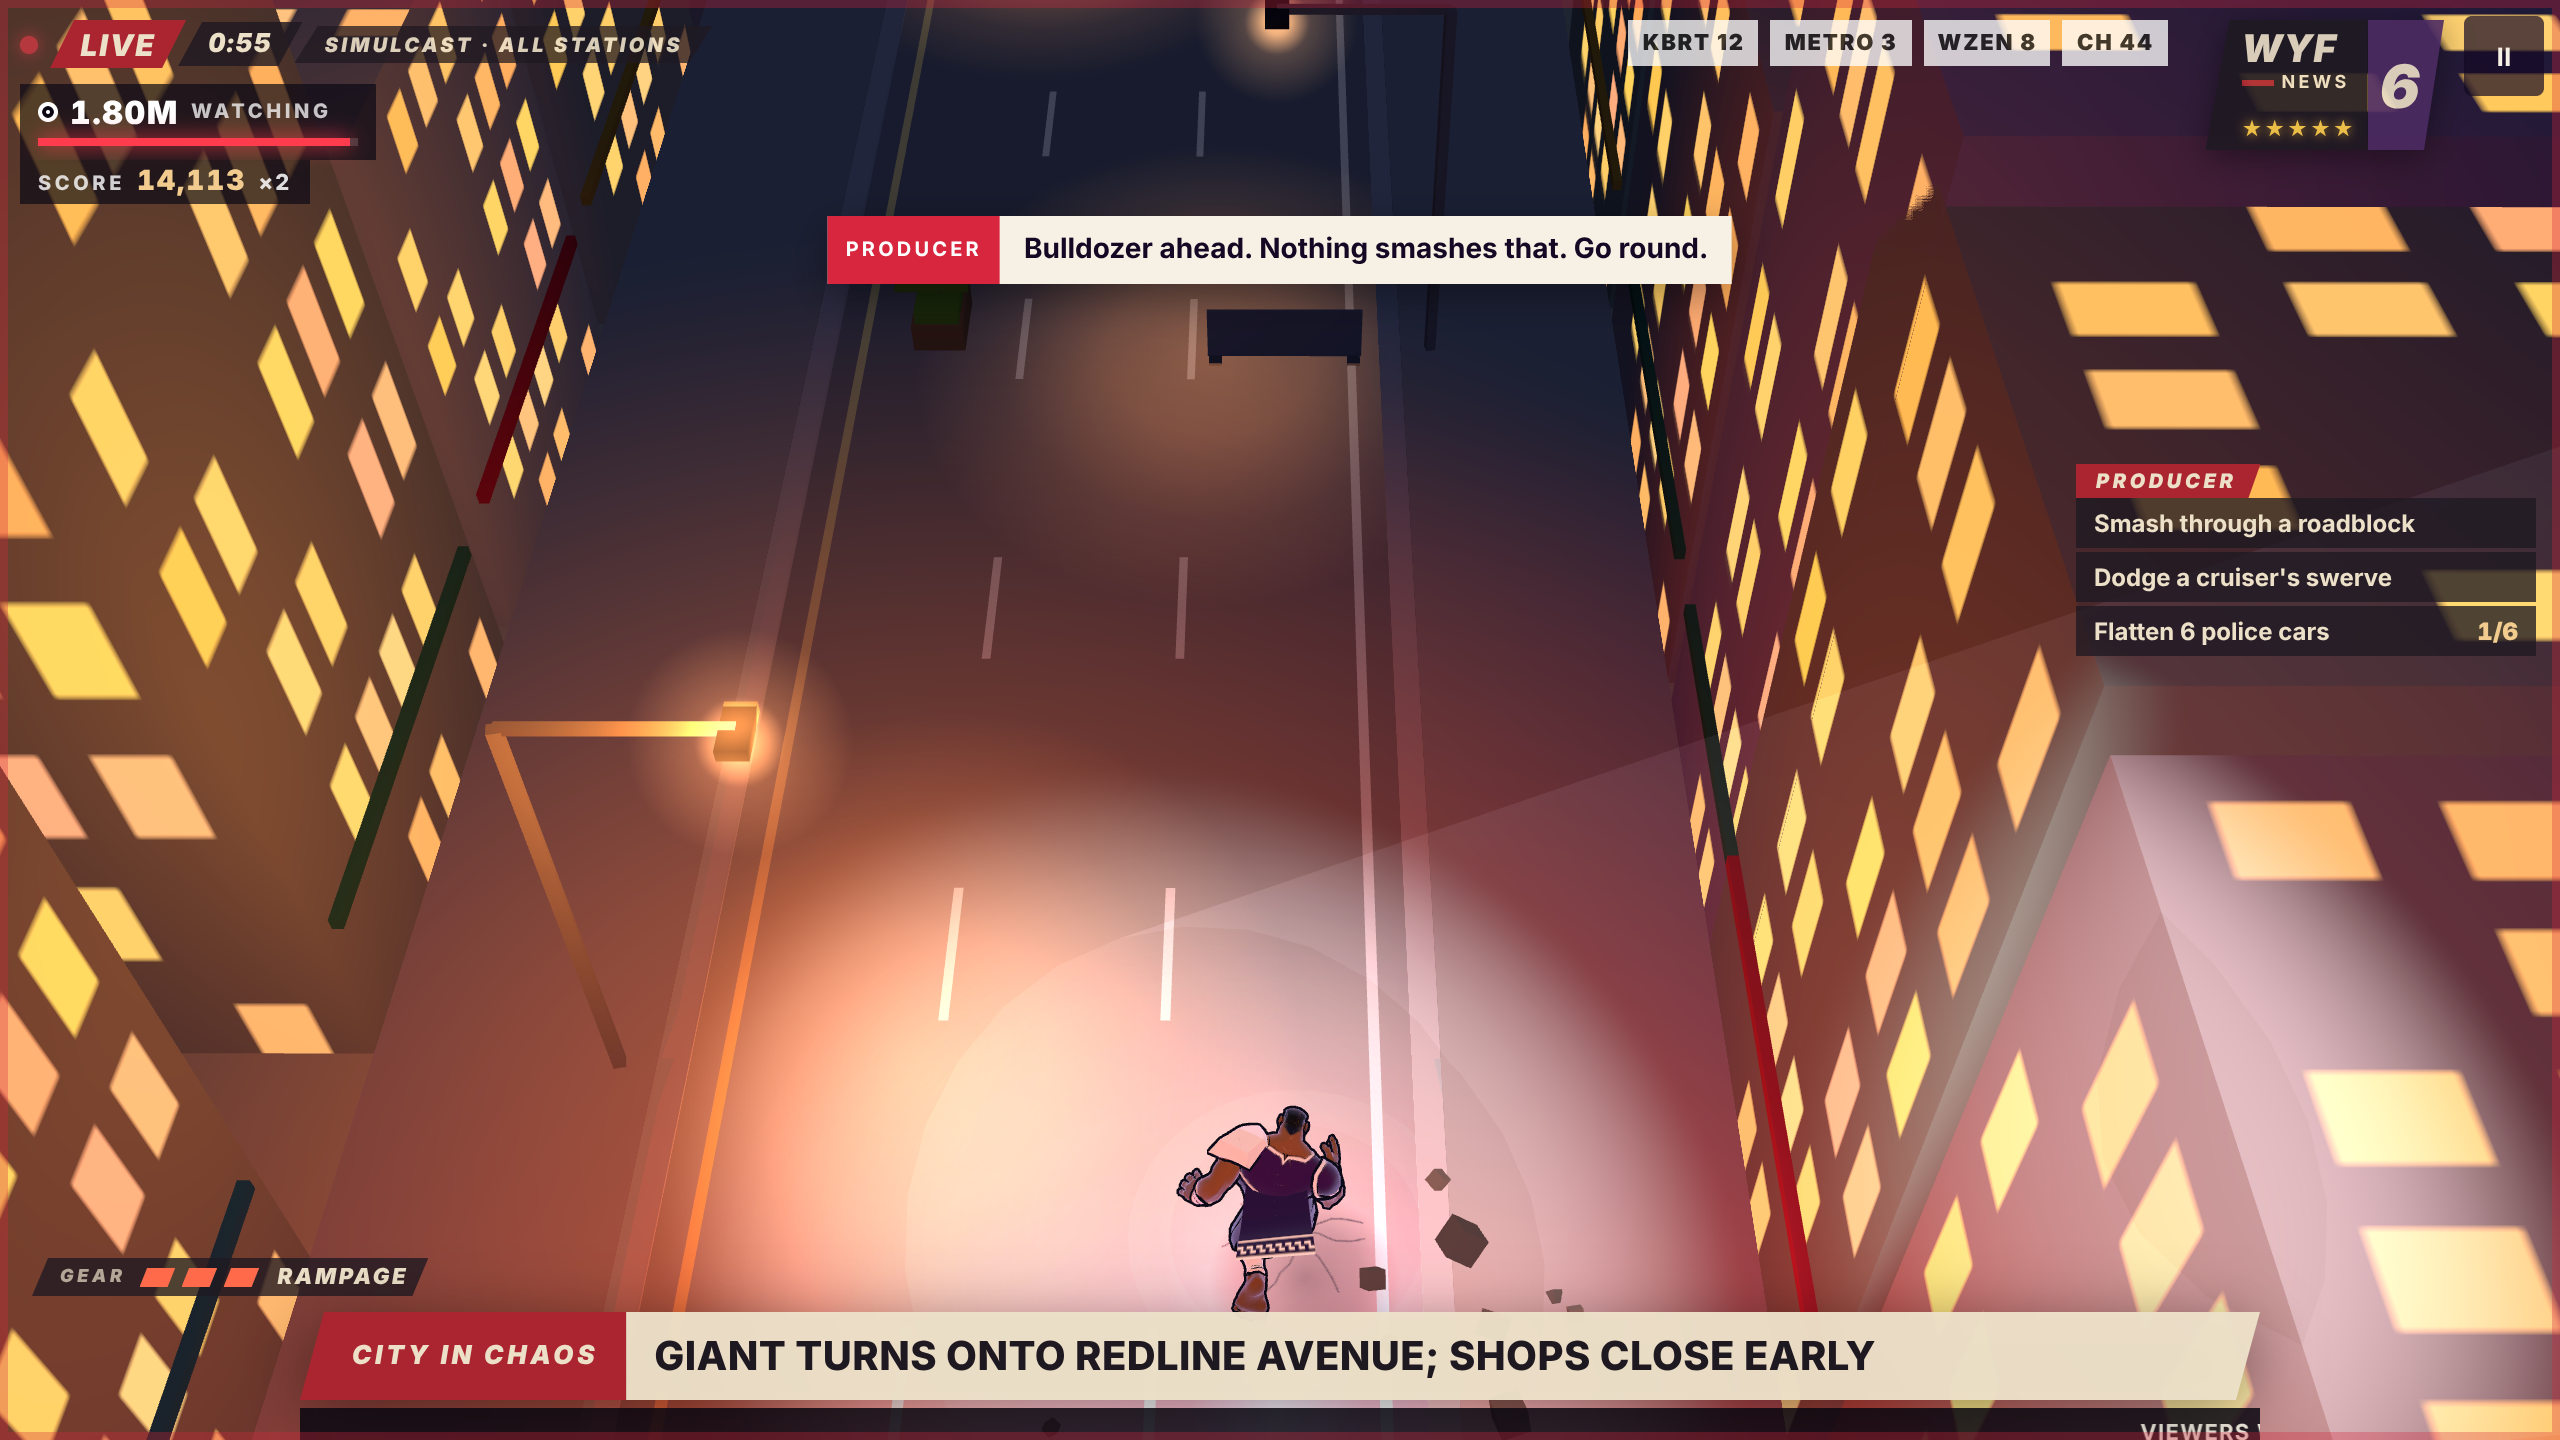 LIVE 0:55 SIMULCAST · ALL STATIONS
KBRT 12 METRO 3 WZEN 8 CH 44
WYF
NEWS
6
★★★★★
1.80M WATCHING
SCORE 14,113 ×2
PRODUCER Bulldozer ahead. Nothing smashes that. Go round.
PRODUCER
Smash through a roadblock
Dodge a cruiser's swerve
Flatten 6 police cars 1/6
GEAR RAMPAGE
CITY IN CHAOS GIANT TURNS ONTO REDLINE AVENUE; SHOPS CLOSE EARLY
VIEWERS